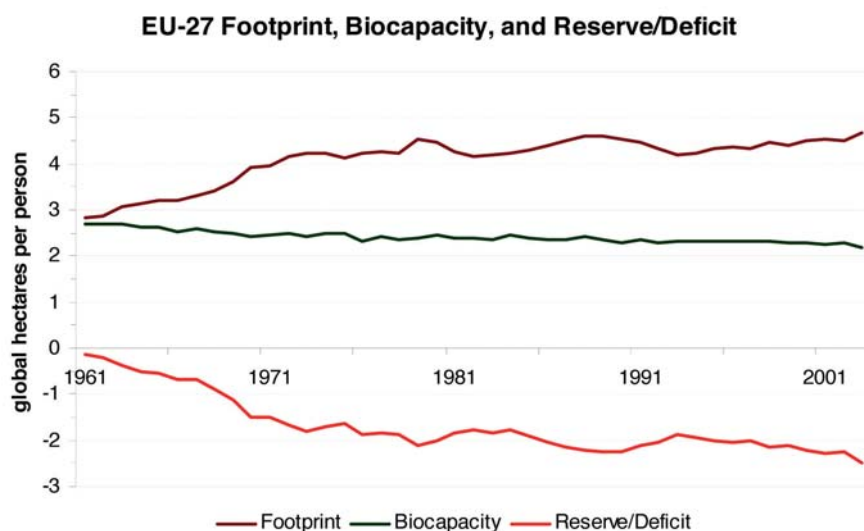 EU-27 Footprint, Biocapacity, and Reserve/Deficit
global hectares per person
6
5
4
3
2
1
0
-1
-2
-3
1961 1971 1981 1991 2001
Footprint Biocapacity Reserve/Deficit